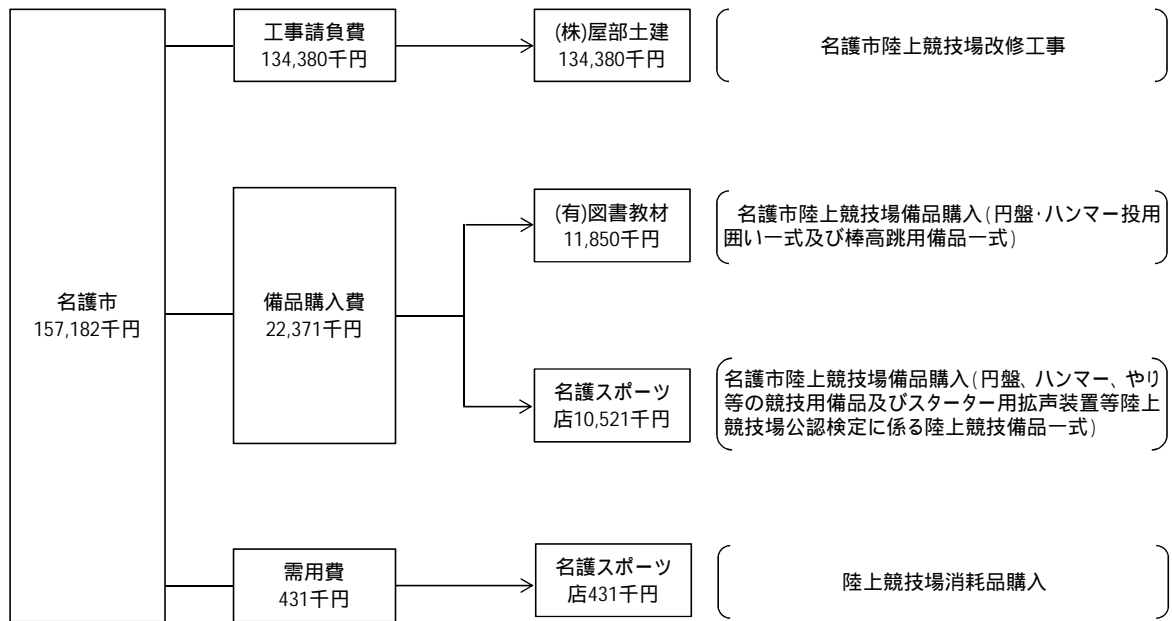 工事請負費
134,380千円
(株)屋部土建
134,380千円
名護市陸上競技場改修工事
名護市
157,182千円
備品購入費
22,371千円
(有)図書教材
11,850千円
名護市陸上競技場備品購入(円盤・ハンマー投用
囲い一式及び棒高跳用備品一式)
名護スポーツ
店10,521千円
名護市陸上競技場備品購入(円盤、ハンマー、やり
等の競技用備品及びスターター用拡声装置等陸上
競技場公認検定に係る陸上競技備品一式)
需用費
431千円
名護スポーツ
店431千円
陸上競技場消耗品購入